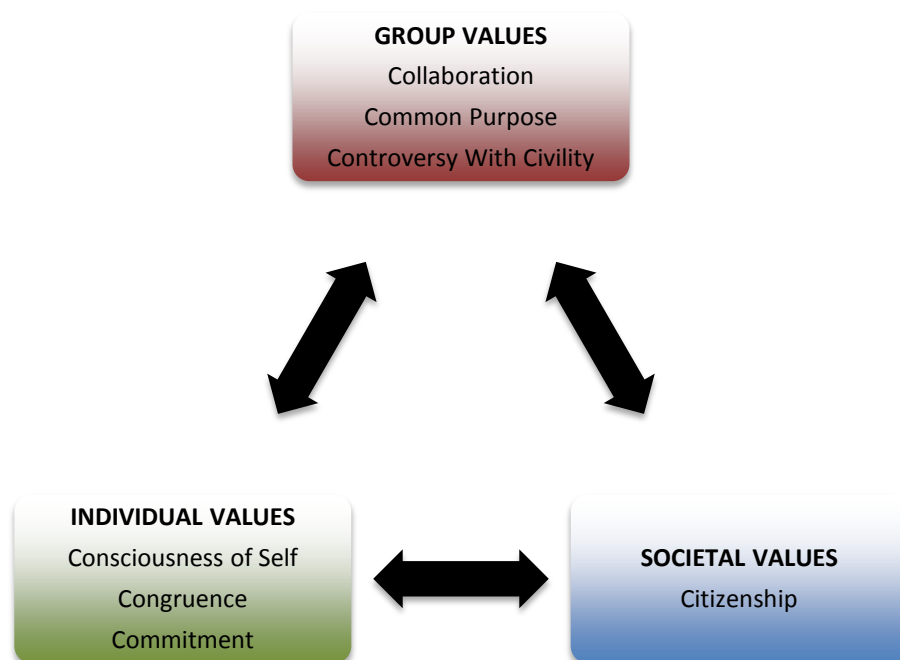 GROUP VALUES
Collaboration
Common Purpose
Controversy With Civility
INDIVIDUAL VALUES
Consciousness of Self
Congruence
Commitment
SOCIETAL VALUES
Citizenship